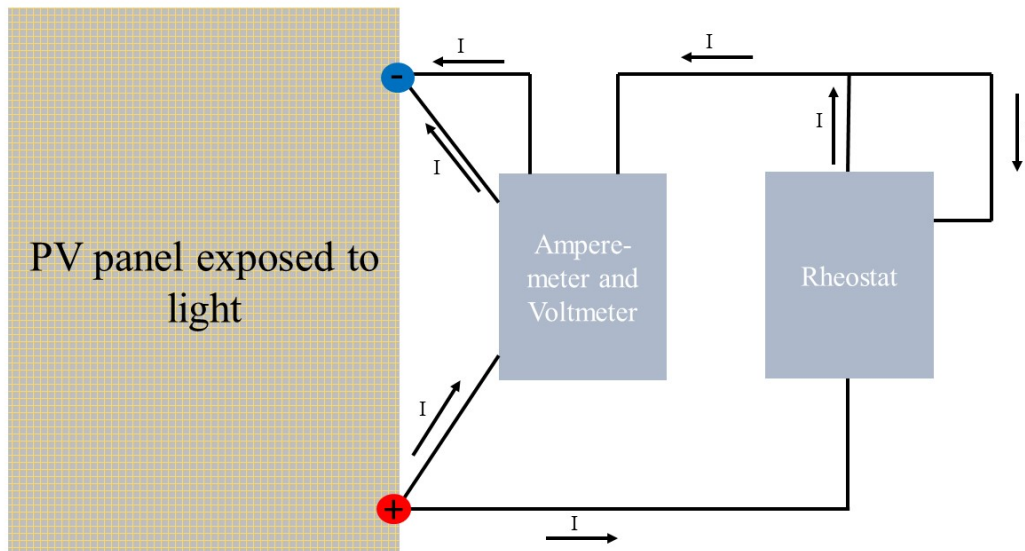 I
I
-
I
I
PV panel exposed to
light
Ampere-
meter and
Voltmeter
Rheostat
I
+
I